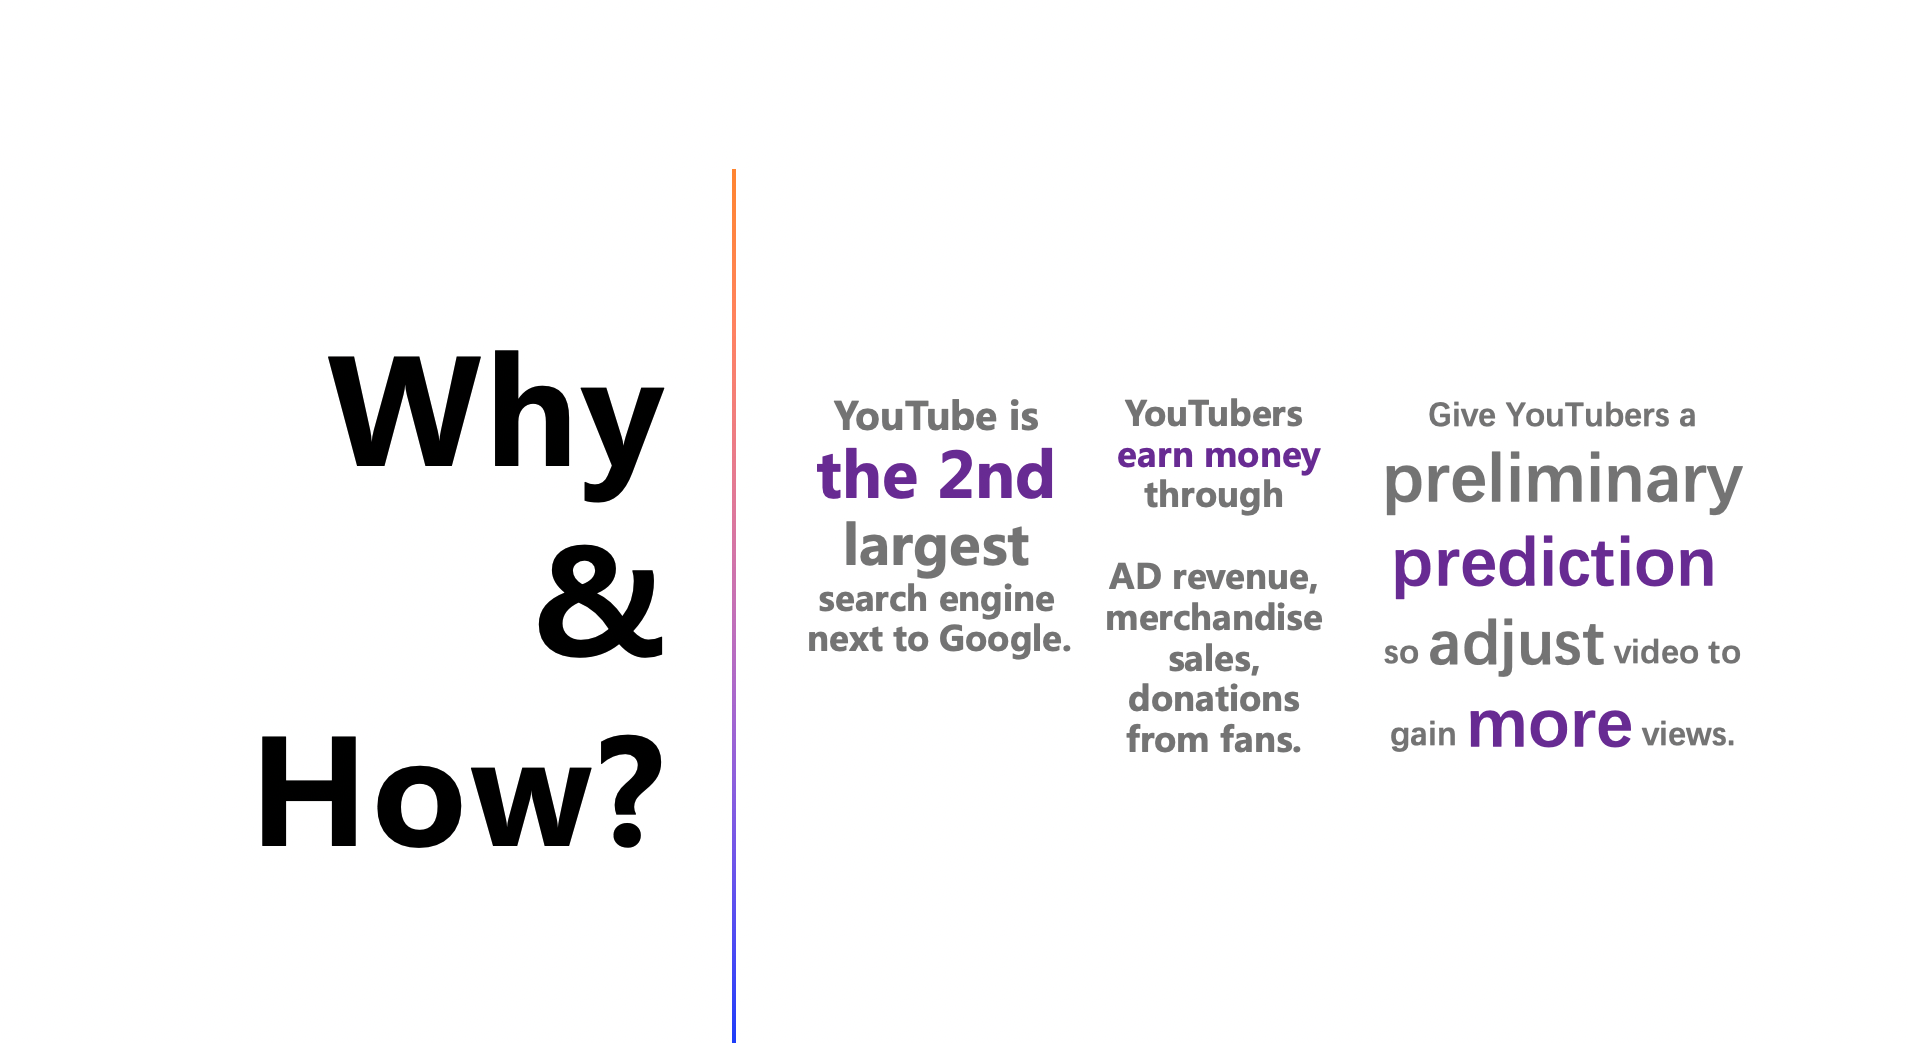 Why
&
How?
YouTube is
the 2nd
largest
search engine
next to Google.
YouTubers
earn money
through
AD revenue,
merchandise
sales,
donations
from fans.
Give YouTubers a
preliminary
prediction
so adjust video to
gain more views.